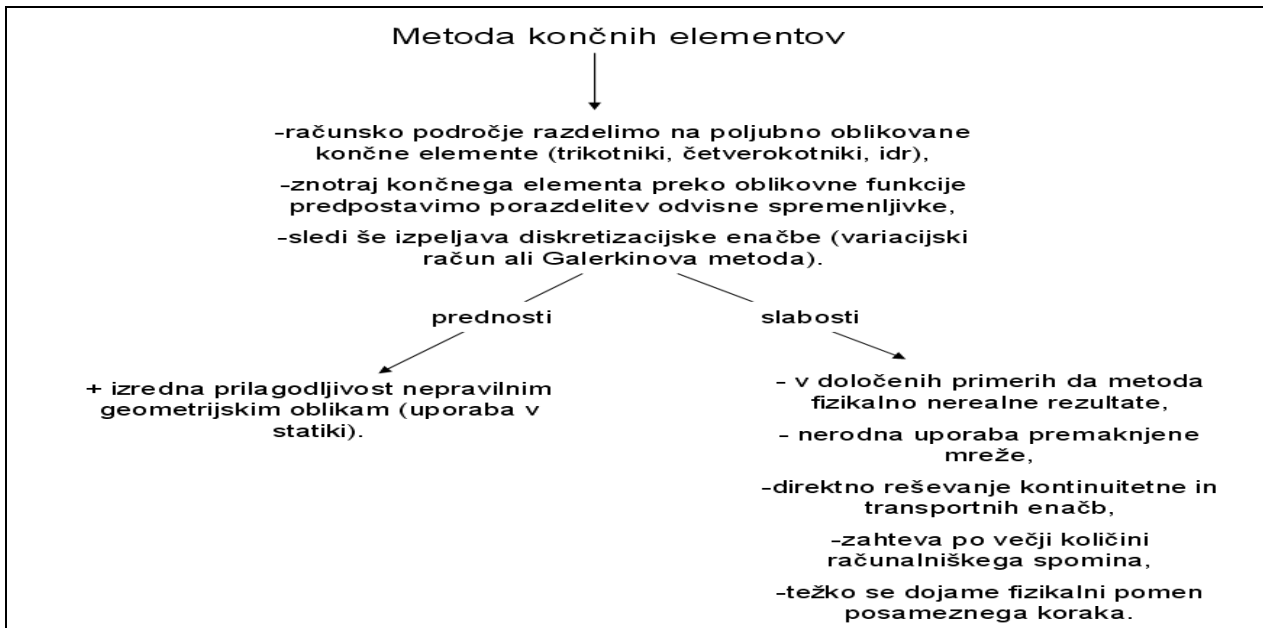 Metoda končnih elementov
-računsko področje razdelimo na poljubno oblikovane
končne elemente (trikotniki, četverokotniki, idr),
-znotraj končnega elementa preko oblikovne funkcije
predpostavimo porazdelitev odvisne spremenljivke,
-sledi še izpeljava diskretizacijske enačbe (variacijski
račun ali Galerkinova metoda).
prednosti
slabosti
+ izredna prilagodljivost nepravilnim
geometrijskim oblikam (uporaba v
statiki).
- v določenih primerih da metoda
fizikalno nerealne rezultate,
- nerodna uporaba premaknjene
mreže,
-direktno reševanje kontinuitetne in
transportnih enačb,
-zahteva po večji količini
računalniškega spomina,
-težko se dojame fizikalni pomen
posameznega koraka.